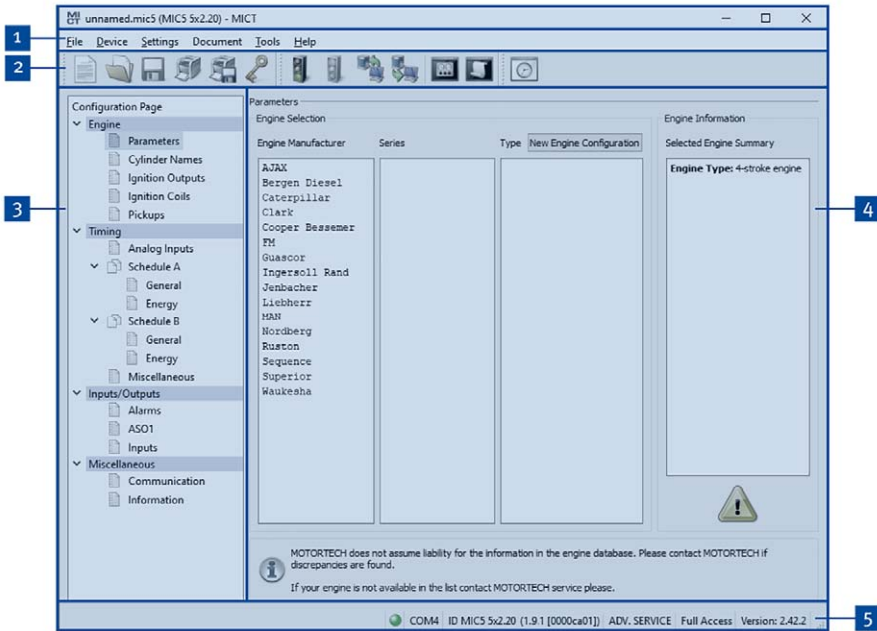 MICT unnamed.mic5 (MIC5 5x2.20) - MICT
1
File Device Settings Document Tools Help
2
3
Configuration Page
Engine
Parameters
Cylinder Names
Ignition Outputs
Ignition Coils
Pickups
Timing
Analog Inputs
Schedule A
General
Energy
Schedule B
General
Energy
Miscellaneous
Inputs/Outputs
Alarms
ASO1
Inputs
Miscellaneous
Communication
Information
Parameters
Engine Selection
Engine Manufacturer Series Type New Engine Configuration
AJAX
Bergen Diesel
Caterpillar
Clark
Cooper Bessemer
FM
Guascor
Ingersoll Rand
Jenbacher
Liebherr
MAN
Nordberg
Ruston
Sequence
Superior
Waukesha
Engine Information
Selected Engine Summary
Engine Type: 4-stroke engine
4
MOTORTECH does not assume liability for the information in the engine database. Please contact MOTORTECH if
discrepancies are found.
If your engine is not available in the list contact MOTORTECH service please.
COM4 ID MIC5 5x2.20 (1.9.1 [0000ca01]) ADV. SERVICE Full Access Version: 2.42.2
5